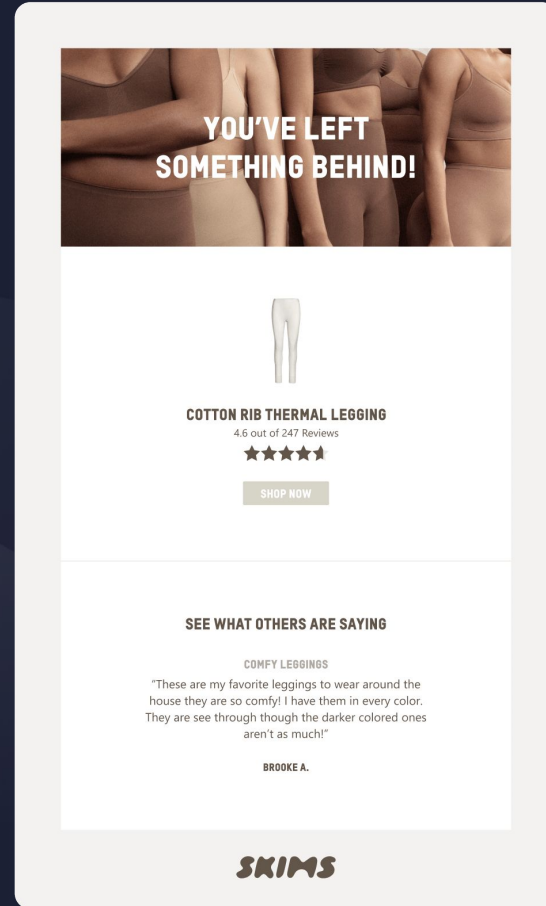 YOU'VE LEFT
SOMETHING BEHIND!
COTTON RIB THERMAL LEGGING
4.6 out of 247 Reviews
SHOP NOW
SEE WHAT OTHERS ARE SAYING
COMFY LEGGINGS
"These are my favorite leggings to wear around the
house they are so comfy! I have them in every color.
They are see through though the darker colored ones
aren't as much!"
BROOKE A.
SKIMS